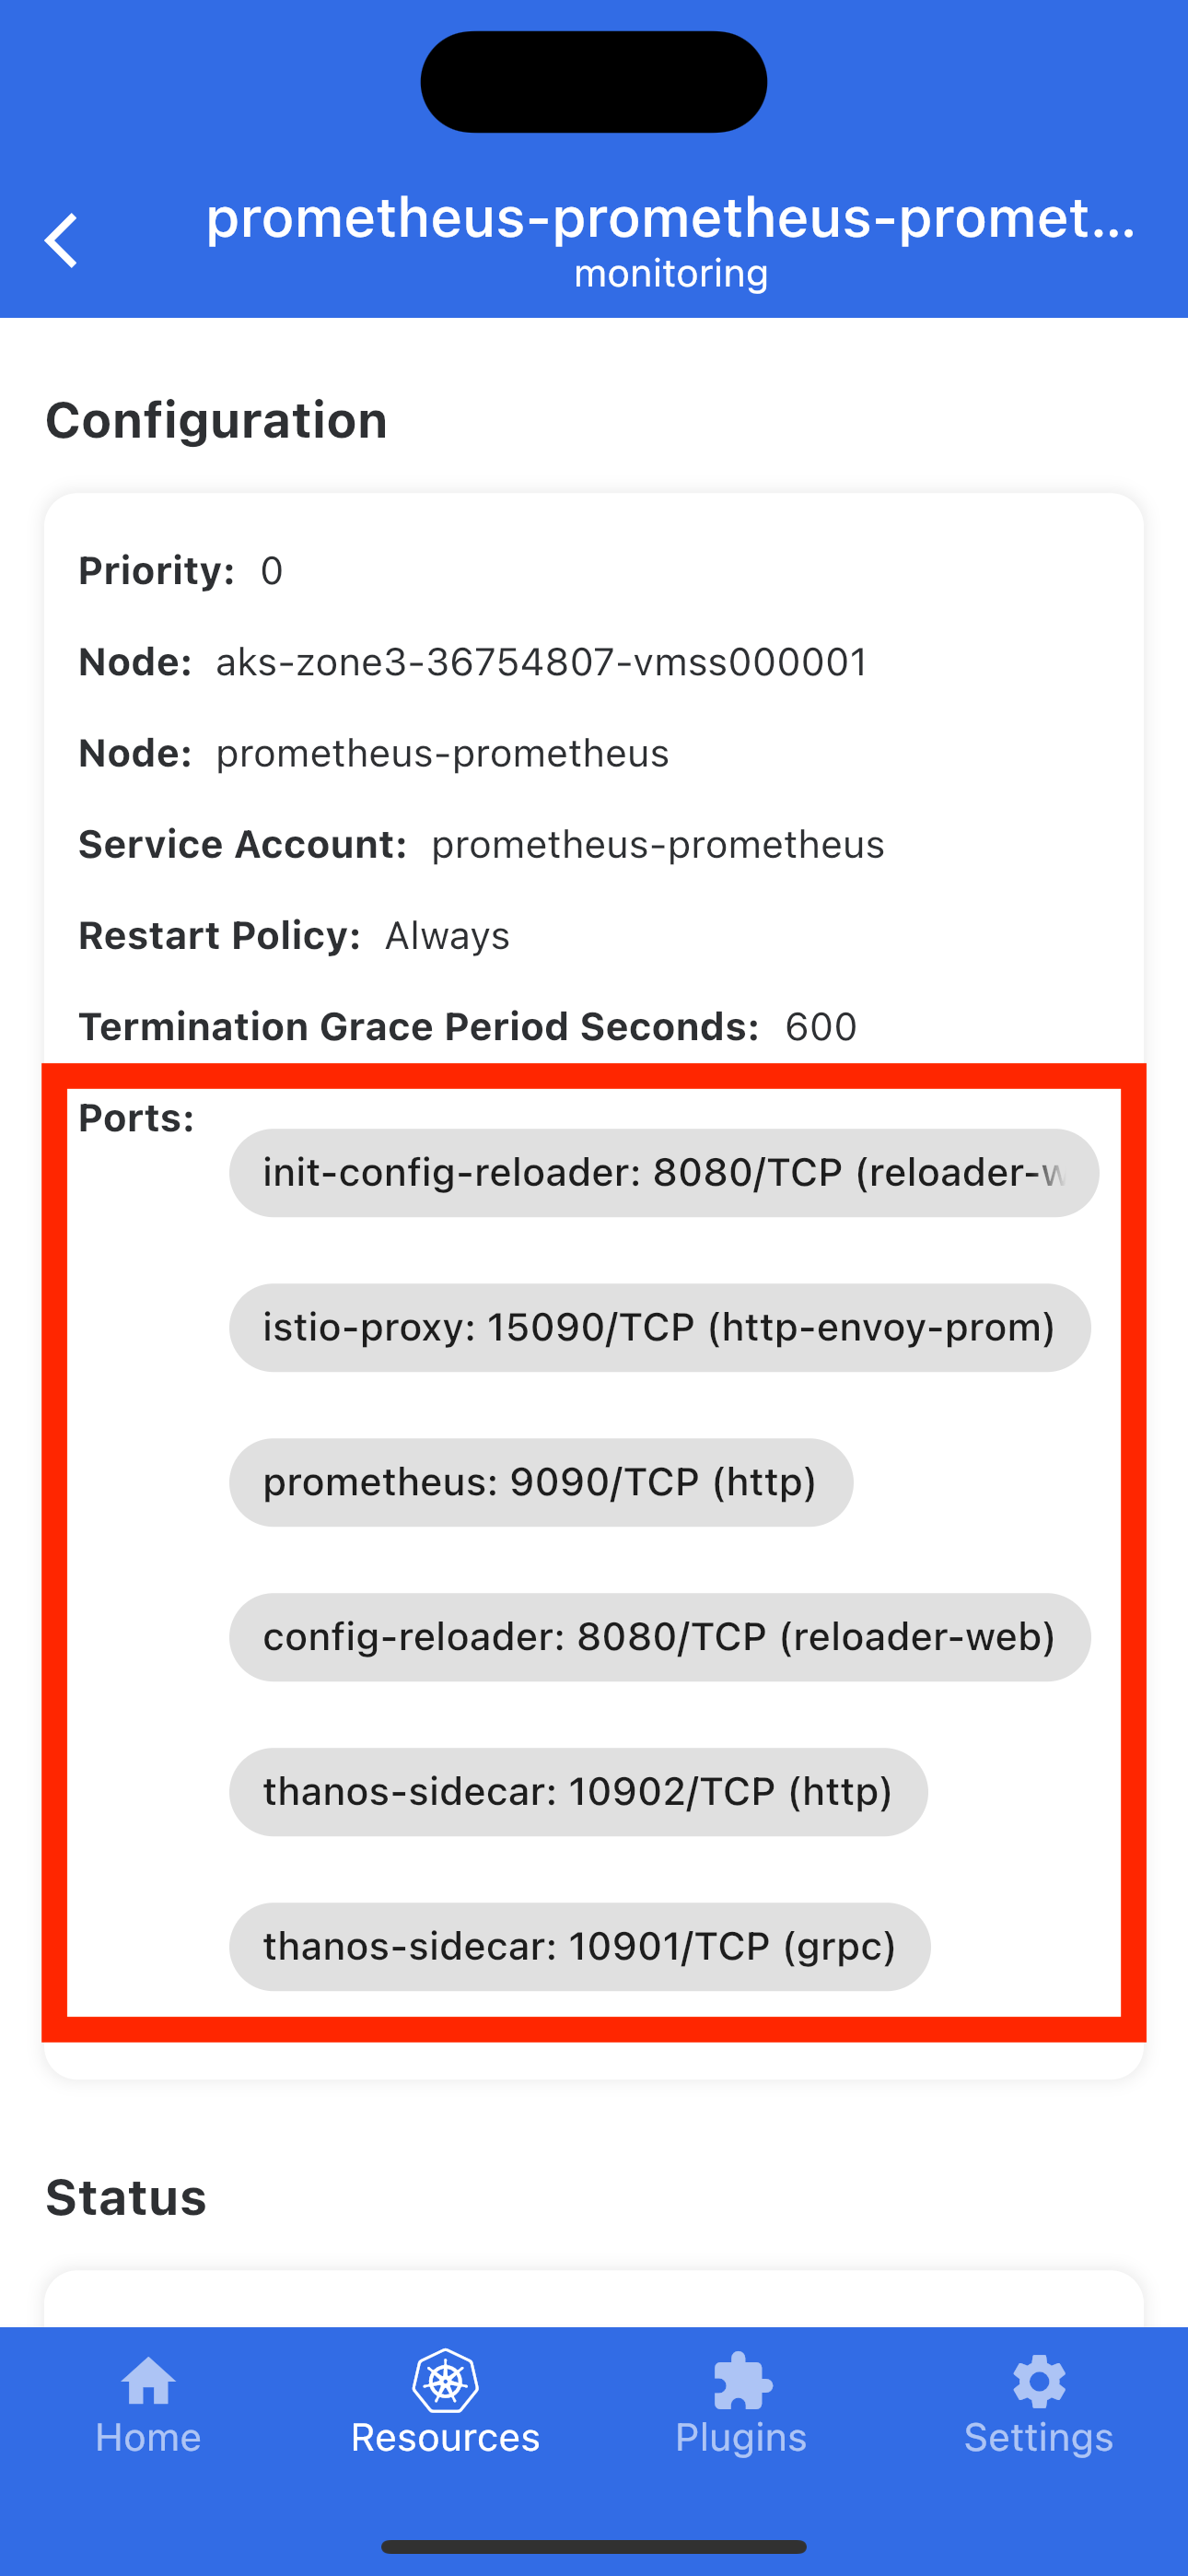 prometheus-prometheus-promet...
monitoring
Configuration
Priority: 0
Node: aks-zone3-36754807-vmss000001
Node: prometheus-prometheus
Service Account: prometheus-prometheus
Restart Policy: Always
Termination Grace Period Seconds: 600
Ports:
init-config-reloader: 8080/TCP (reloader-w
istio-proxy: 15090/TCP (http-envoy-prom)
prometheus: 9090/TCP (http)
config-reloader: 8080/TCP (reloader-web)
thanos-sidecar: 10902/TCP (http)
thanos-sidecar: 10901/TCP (grpc)
Status
Home
Resources
Plugins
Settings